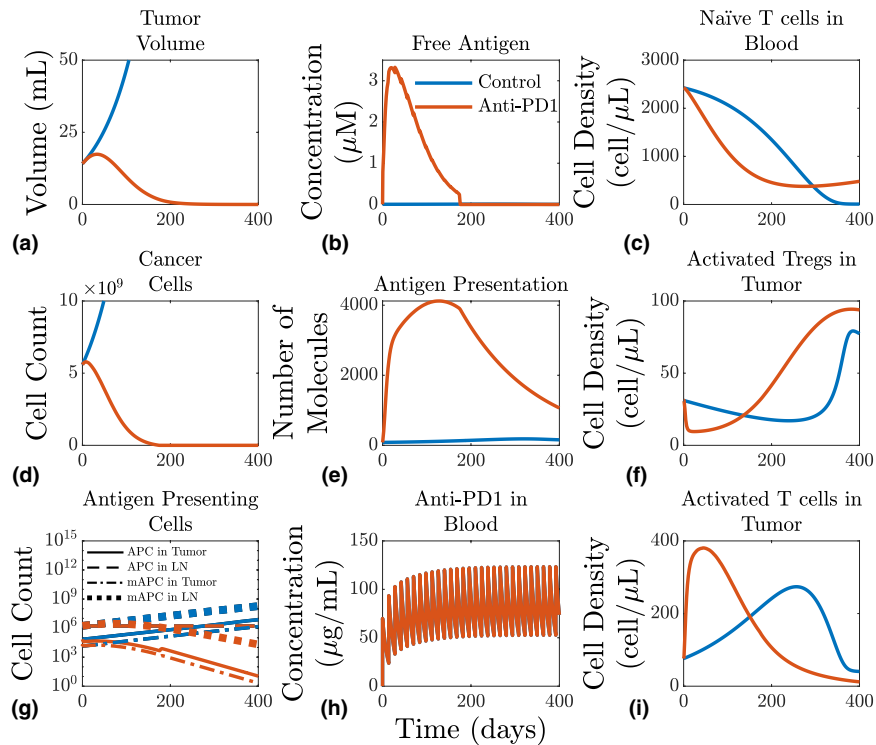 Tumor
Volume
Volume (mL)
50
25
0
0 200 400
(a)
Free Antigen
Concentration
(μM)
3
2
1
0
0 200 400
Control
Anti-PD1
(b)
Naïve T cells in
Blood
Cell Density
(cell/μL)
3000
2000
1000
0
0 200 400
(c)
Cancer
Cells
×10⁹
Cell Count
10
5
0
0 200 400
(d)
Antigen Presentation
Number of
Molecules
4000
2000
0
0 200 400
(e)
Activated Tregs in
Tumor
Cell Density
(cell/μL)
100
50
0
0 200 400
(f)
Antigen Presenting
Cells
Cell Count
10¹⁵
10¹²
10⁹
10⁶
10³
10⁰
APC in Tumor
APC in LN
mAPC in Tumor
mAPC in LN
0 200 400
(g)
Anti-PD1 in
Blood
Concentration
(μg/mL)
150
100
50
0
0 100 200 300 400
(h)
Time (days)
Activated T cells in
Tumor
Cell Density
(cell/μL)
400
200
0
0 200 400
(i)